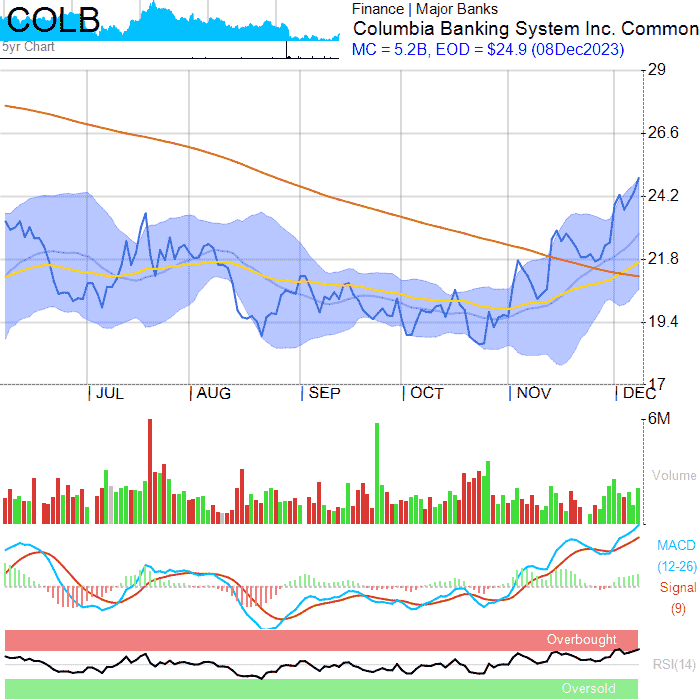 COLB
5yr Chart
Finance | Major Banks
Columbia Banking System Inc. Common
MC = 5.2B, EOD = $24.9 (08Dec2023)
29
26.6
24.2
21.8
19.4
17
JUL AUG SEP OCT NOV DEC
6M
Volume
MACD
(12-26)
Signal
(9)
Overbought
RSI(14)
Oversold